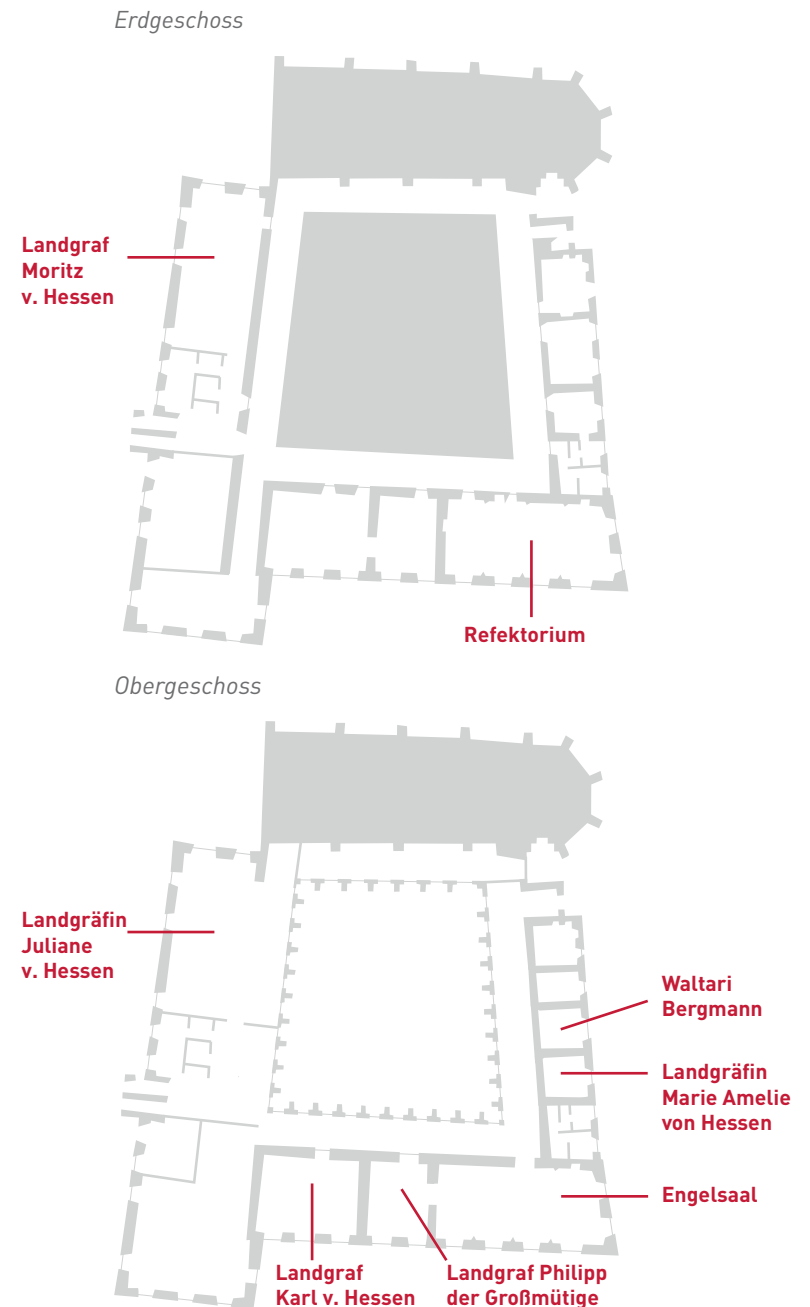 Erdgeschoss
Landgraf
Moritz
v. Hessen
Refektorium
Obergeschoss
Landgräfin
Juliane
v. Hessen
Waltari
Bergmann
Landgräfin
Marie Amelie
von Hessen
Engelsaal
Landgraf
Karl v. Hessen
Landgraf Philipp
der Großmütige